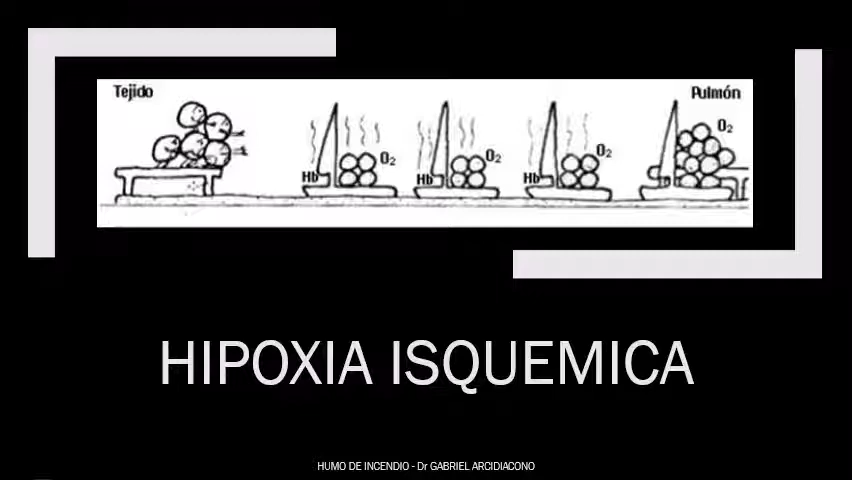 Tejido
Pulmón
O2
O2
O2
O2
Hb
Hb
Hb
HIPOXIA ISQUEMICA
HUMO DE INCENDIO - Dr GABRIEL ARCIDIACONO